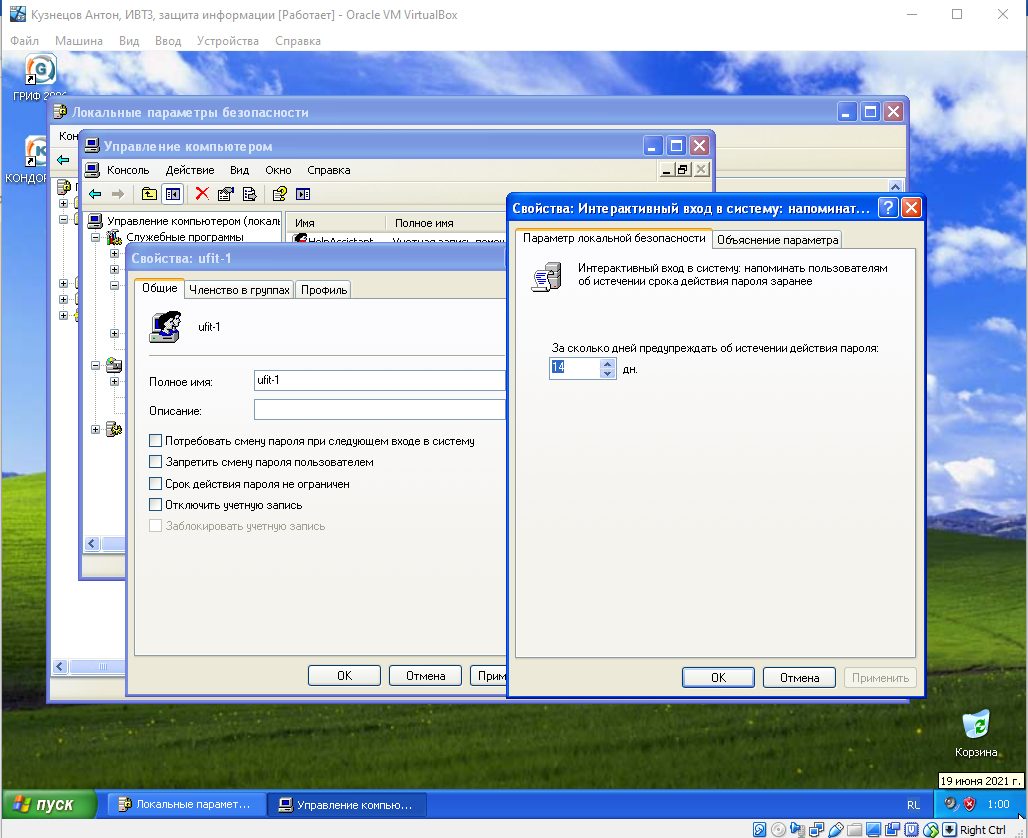 Кузнецов Антон, ИВТЗ, защита информации [Работает] - Oracle VM VirtualBox
Файл Машина Вид Ввод Устройства Справка
ГРИФ 2006
КОНДОР
Локальные параметры безопасности
Управление компьютером
Консоль Действие Вид Окно Справка
Управление компьютером (локаль
Служебные программы
Имя Полное имя
HelpAssistant
Свойства: ufit-1
Общие Членство в группах Профиль
ufit-1
Полное имя: ufit-1
Описание:
Потребовать смену пароля при следующем входе в систему
Запретить смену пароля пользователем
Срок действия пароля не ограничен
Отключить учетную запись
Заблокировать учетную запись
OK Отмена Прим
Свойства: Интерактивный вход в систему: напоминат...
Параметр локальной безопасности Объяснение параметра
Интерактивный вход в систему: напоминать пользователям
об истечении срока действия пароля заранее
За сколько дней предупреждать об истечении действия пароля:
14 дн.
OK Отмена Применить
Корзина
19 июня 2021 г.
пуск Локальные парамет... Управление компью... RL 1:00
Right Ctrl